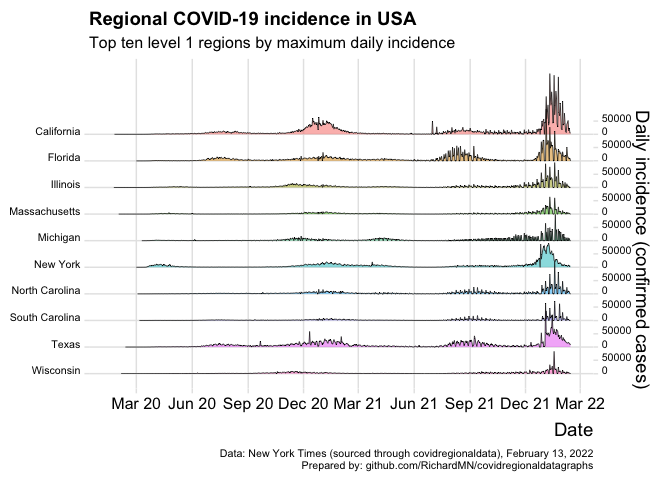 Regional COVID-19 incidence in USA
Top ten level 1 regions by maximum daily incidence
California
Florida
Illinois
Massachusetts
Michigan
New York
North Carolina
South Carolina
Texas
Wisconsin
50000
0
50000
0
50000
0
50000
0
50000
0
50000
0
50000
0
50000
0
50000
0
50000
0
Daily incidence (confirmed cases)
Mar 20 Jun 20 Sep 20 Dec 20 Mar 21 Jun 21 Sep 21 Dec 21 Mar 22
Date
Data: New York Times (sourced through covidregionaldata), February 13, 2022
Prepared by: github.com/RichardMN/covidregionaldatagraphs